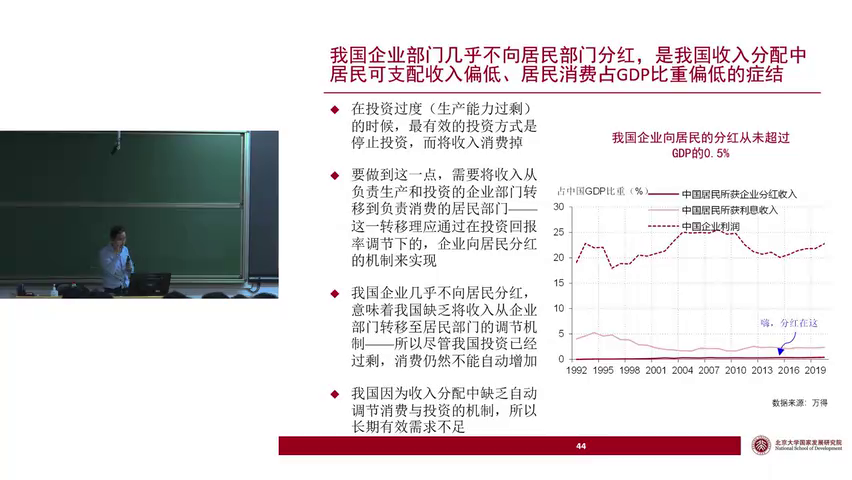 我国企业部门几乎不向居民部门分红，是我国收入分配中
居民可支配收入偏低、居民消费占GDP比重偏低的症结
在投资过度（生产能力过剩）
的时候，最有效的投资方式是
停止投资，而将收入消费掉
要做到这一点，需要将收入从
负责生产和投资的企业部门转
移到负责消费的居民部门——
这一转移理应通过在投资回报
率调节下的，企业向居民分红
的机制来实现
我国企业几乎不向居民分红，
意味着我国缺乏将收入从企业
部门转移至居民部门的调节机
制——所以尽管我国投资已经
过剩，消费仍然不能自动增加
我国因为收入分配中缺乏自动
调节消费与投资的机制，所以
长期有效需求不足
我国企业向居民的分红从未超过
GDP的0.5%
占中国GDP比重（%）
中国居民所获企业分红收入
中国居民所获利息收入
中国企业利润
30
25
20
15
10
5
0
嗨，分红在这
1992 1995 1998 2001 2004 2007 2010 2013 2016 2019
数据来源：万得
44
北京大学国家发展研究院
National School of Development